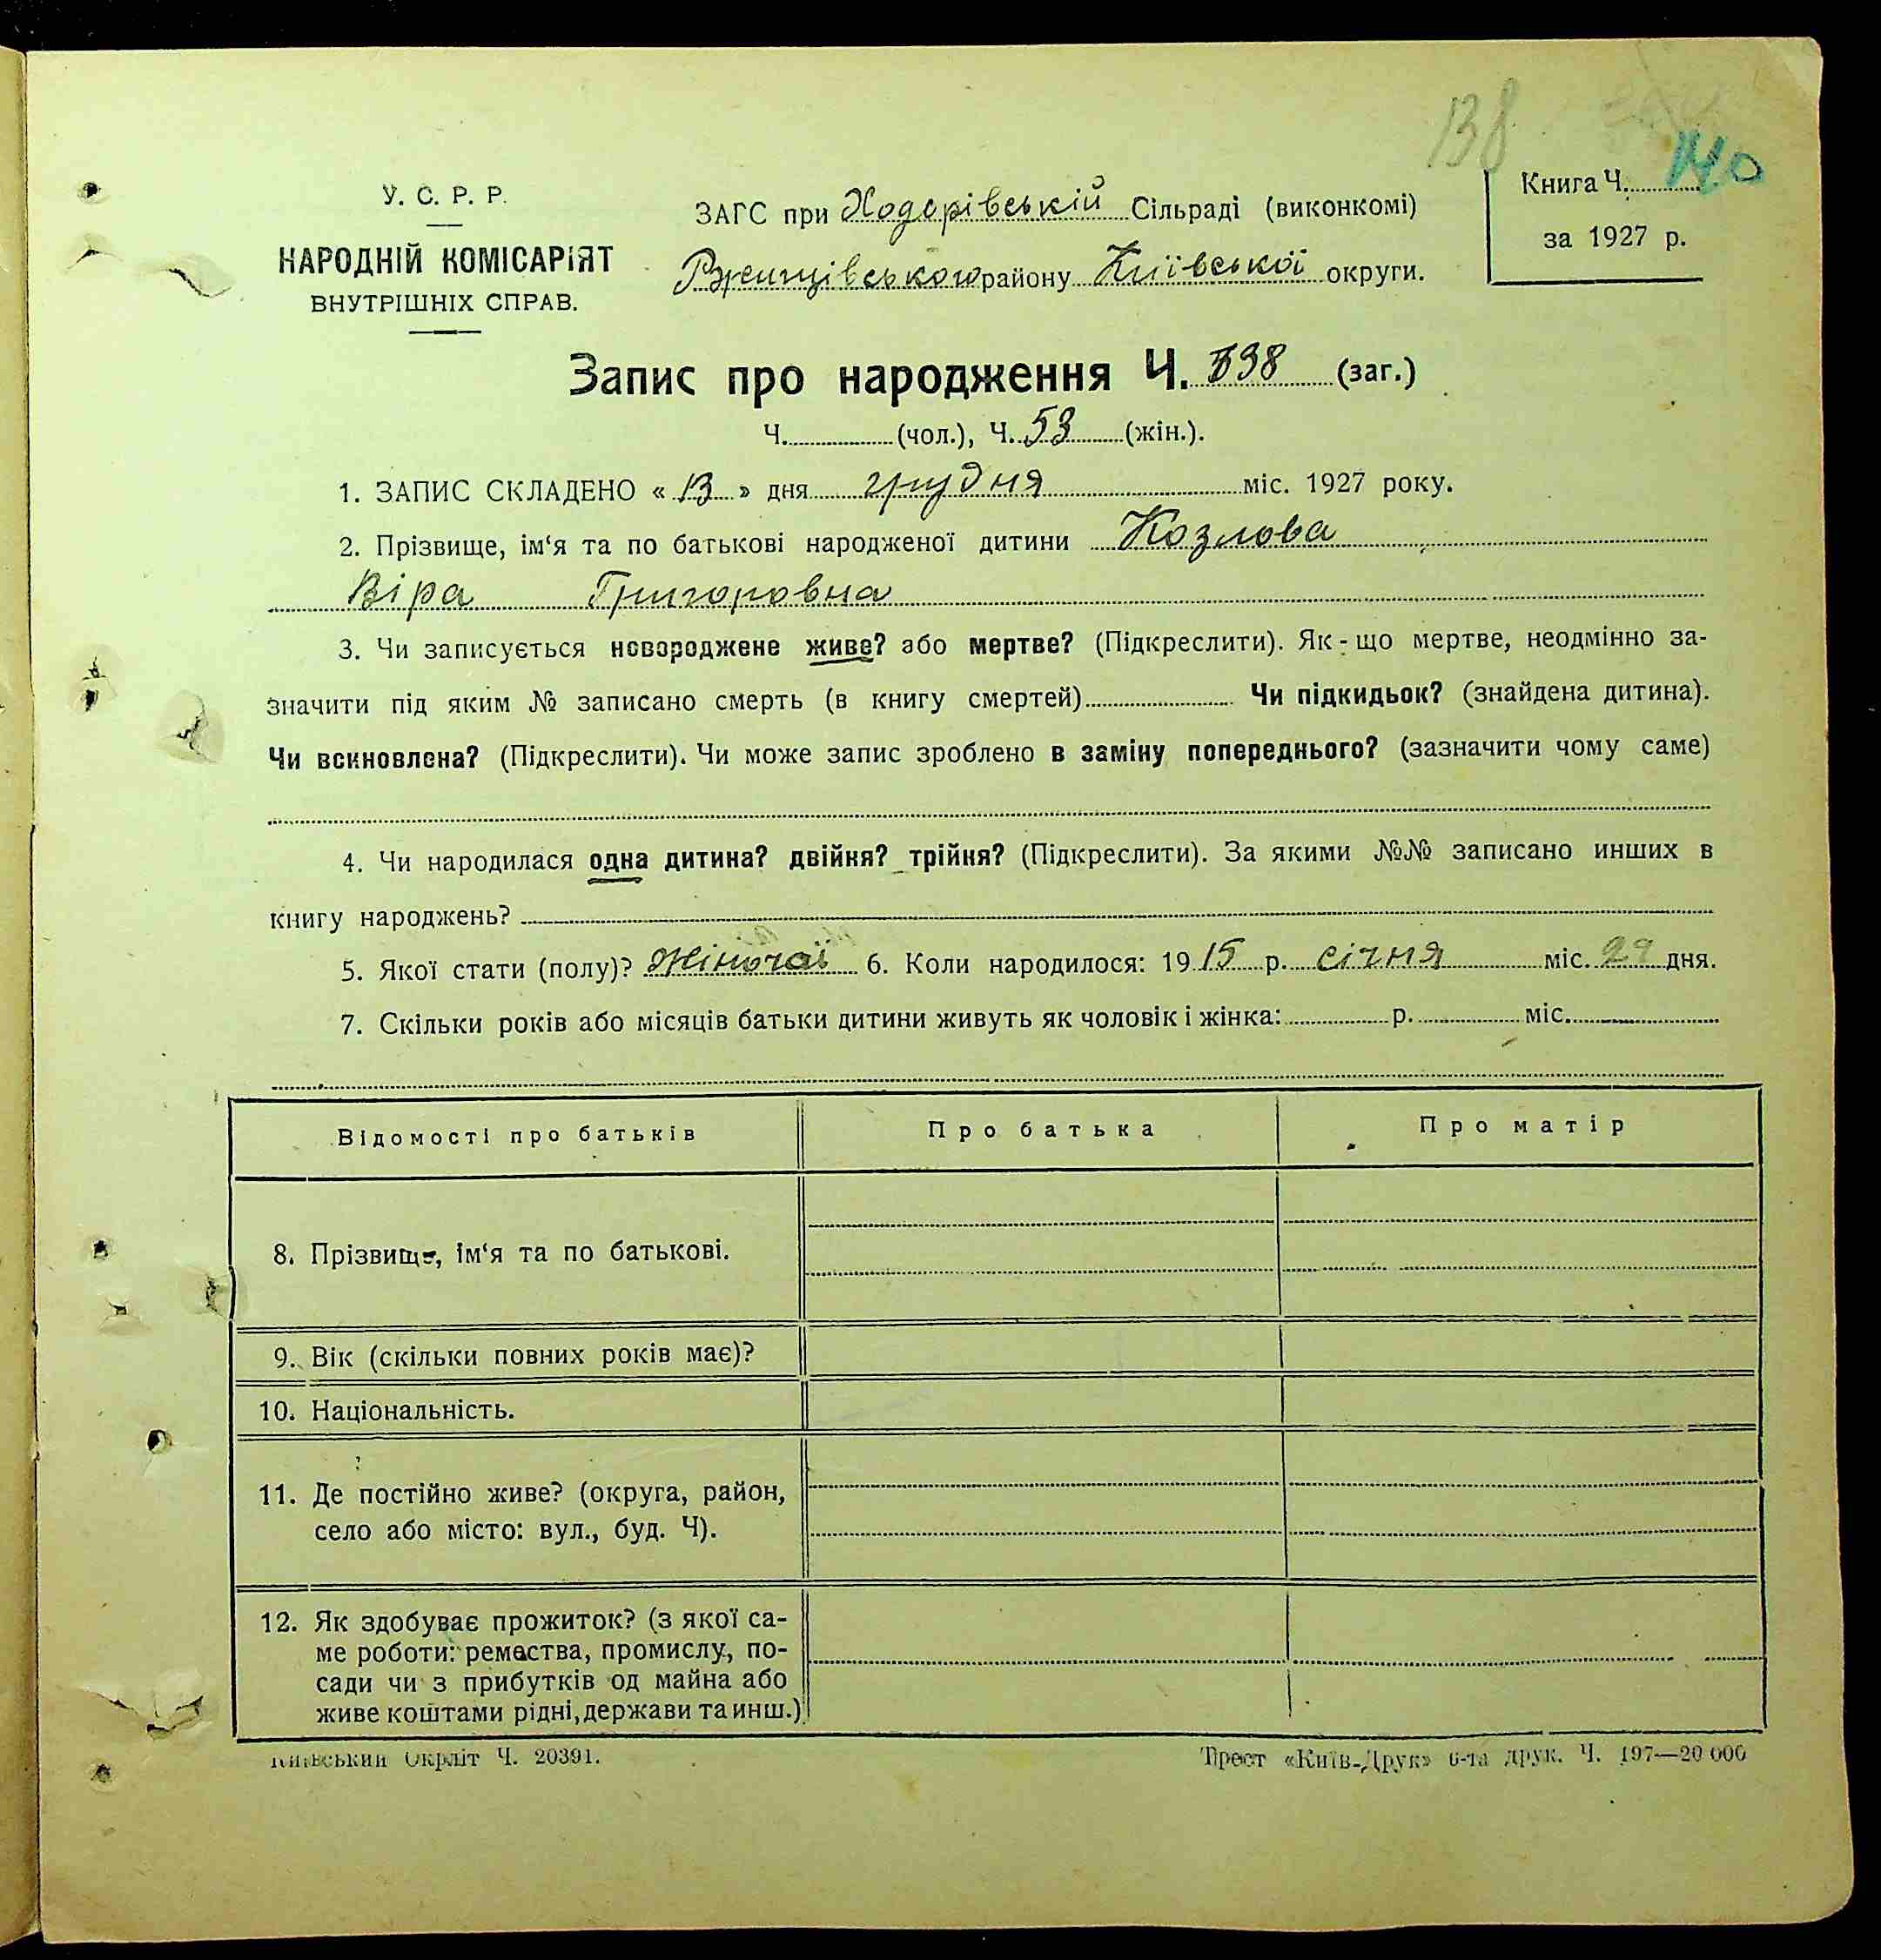 138
140
У. С. Р. Р.
НАРОДНІЙ КОМІСАРІЯТ
ВНУТРІШНІХ СПРАВ.
ЗАГС при Ходорівській Сільраді (виконкомі)
Ржищівського району Київської округи.
Книга Ч.
за 1927 р.
Запис про народження Ч. 138 (заг.)
Ч. (чол.), Ч. 53 (жін.).
1. ЗАПИС СКЛАДЕНО « 13 » дня грудня міс. 1927 року.
2. Прізвище, ім‘я та по батькові народженої дитини Козлова
Віра Григоровна
3. Чи записується новороджене живе? або мертве? (Підкреслити). Як-що мертве, неодмінно за-
значити під яким № записано смерть (в книгу смертей) Чи підкидьок? (знайдена дитина).
Чи всиновлена? (Підкреслити). Чи може запис зроблено в заміну попереднього? (зазначити чому саме)
4. Чи народилася одна дитина? двійня? трійня? (Підкреслити). За якими №№ записано инших в
книгу народжень?
5. Якої стати (полу)? Жіночої 6. Коли народилося: 1915 р. січня міс. 29 дня.
7. Скільки років або місяців батьки дитини живуть як чоловік і жінка: р. міс.
Відомості про батьків Про батька Про матір
8. Прізвище, ім‘я та по батькові.
9. Вік (скільки повних років має)?
10. Національність.
11. Де постійно живе? (округа, район,
село або місто: вул., буд. Ч).
12. Як здобуває прожиток? (з якої са-
ме роботи: ремества, промислу, по-
сади чи з прибутків од майна або
живе коштами рідні, держави та инш.)
Київський Окрліт Ч. 20391. Трест «Київ-Друк» 6-та друк. Ч. 197—20 000